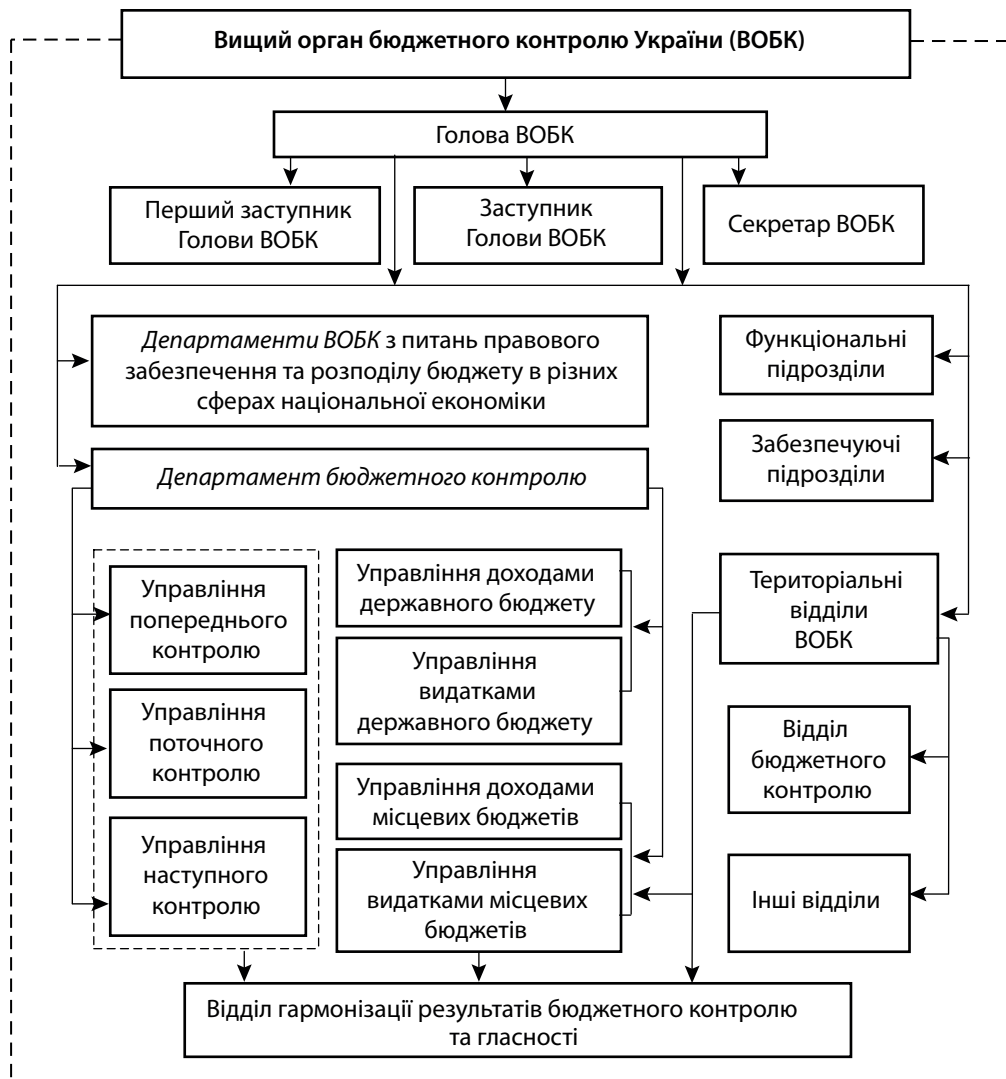 Вищий орган бюджетного контролю України (ВОБК)
Голова ВОБК
Перший заступник
Голови ВОБК
Заступник
Голови ВОБК
Секретар ВОБК
Департаменти ВОБК з питань правового
забезпечення та розподілу бюджету в різних
сферах національної економіки
Функціональні
підрозділи
Забезпечуючі
підрозділи
Департамент бюджетного контролю
Управління
попереднього
контролю
Управління
поточного
контролю
Управління
наступного
контролю
Управління доходами
державного бюджету
Управління
видатками
державного бюджету
Управління доходами
місцевих бюджетів
Управління
видатками місцевих
бюджетів
Територіальні
відділи
ВОБК
Відділ
бюджетного
контролю
Інші відділи
Відділ гармонізації результатів бюджетного контролю
та гласності